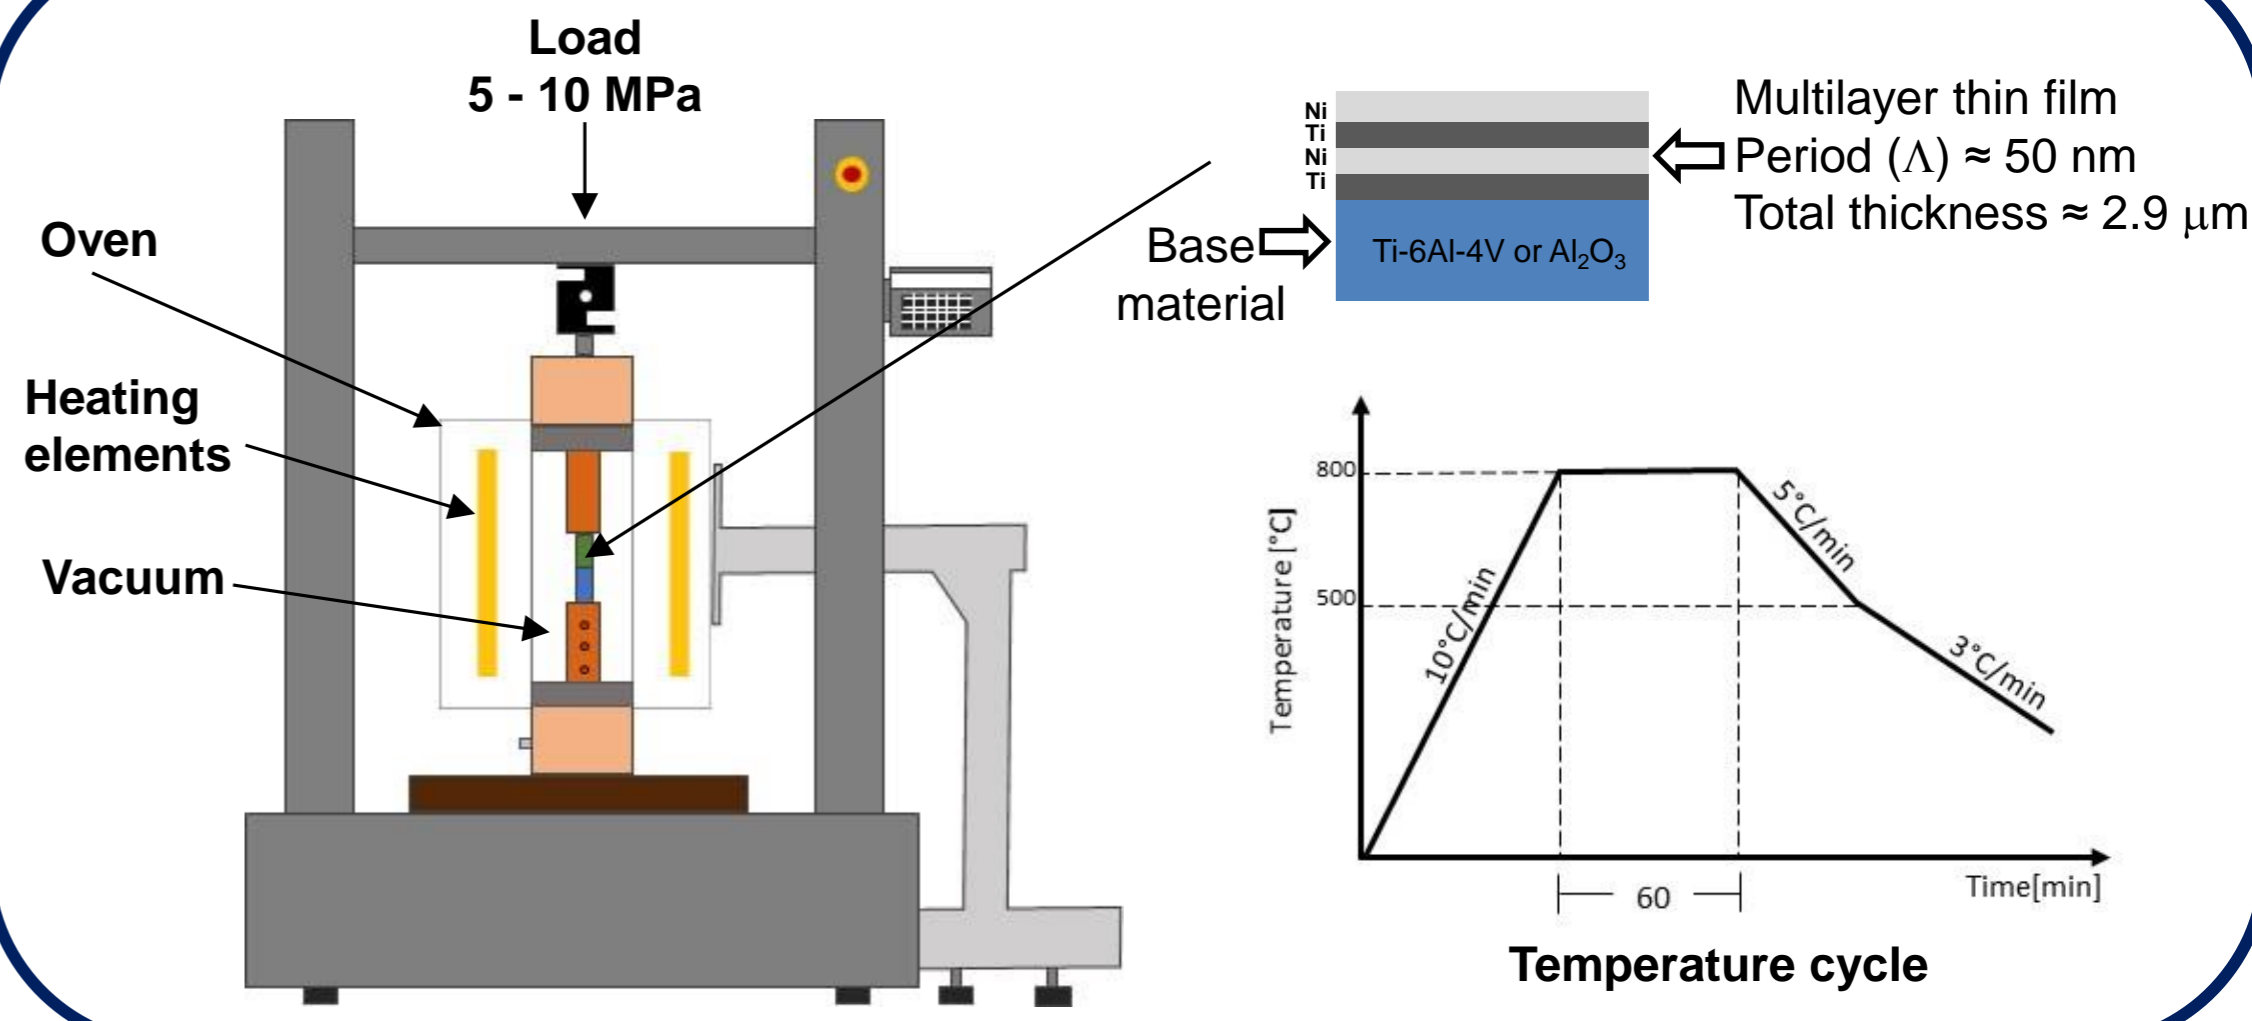 Load
5 - 10 MPa
Oven
Heating
elements
Vacuum
Ni
Ti
Ni
Ti
Multilayer thin film
Period (Λ) ≈ 50 nm
Total thickness ≈ 2.9 μm
Base
material
Ti-6Al-4V or Al₂O₃
Temperature [°C]
800
500
10°C/min
5°C/min
3°C/min
60
Time[min]
Temperature cycle